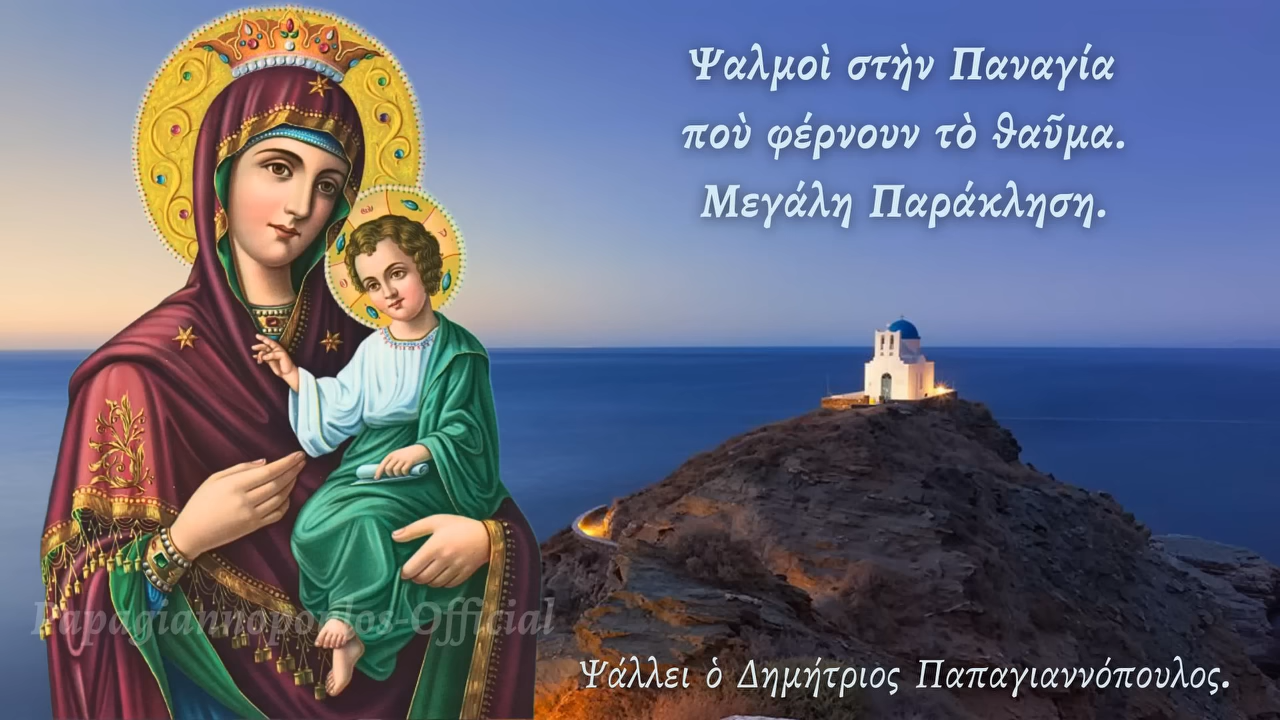 Ψαλμοὶ στὴν Παναγία
ποὺ φέρνουν τὸ θαῦμα.
Μεγάλη Παράκληση.
Papagiannopoulos-Official
Ψάλλει ὁ Δημήτριος Παπαγιαννόπουλος.